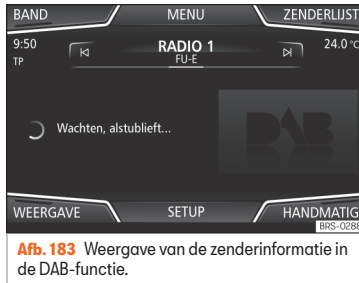 BAND MENU ZENDERLIJST
9:50 RADIO 1 24.0 °C
TP FU-E
Wachten, alstublieft...
DAB
WEERGAVE SETUP HANDMATIG
BRS-0288
Afb. 183 Weergave van de zenderinformatie in
de DAB-functie.